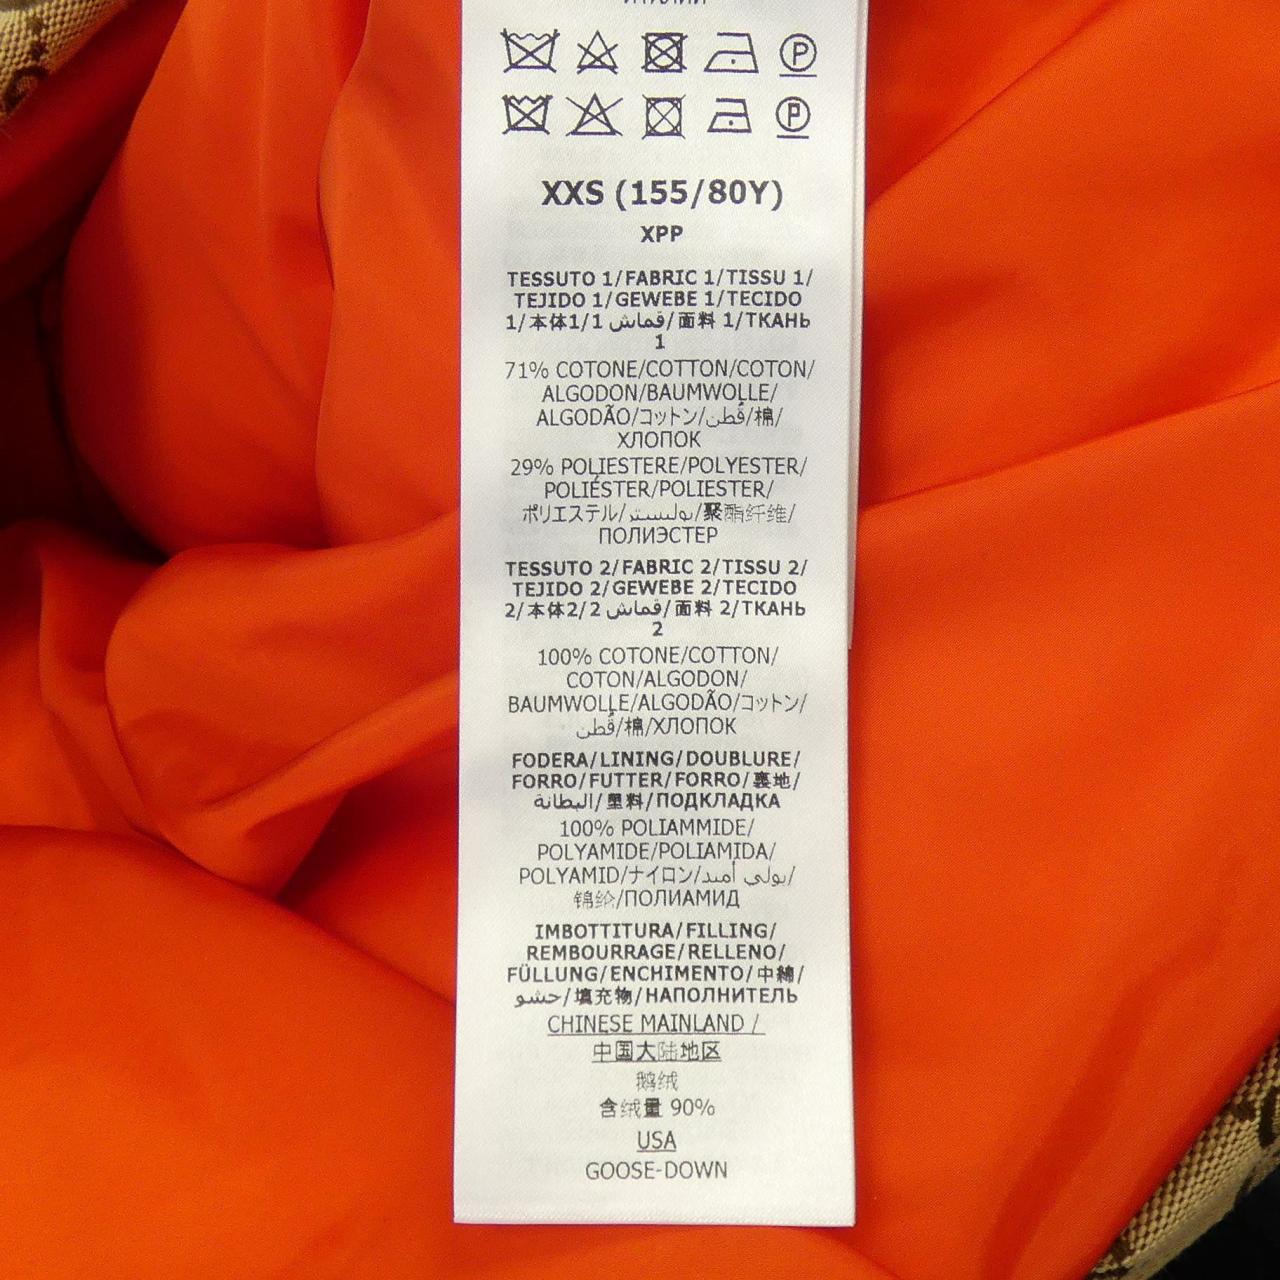 ИТАЛИИ
P
P
XXS (155/80Y)
XPP
TESSUTO 1/FABRIC 1/TISSU 1/
TEJIDO 1/GEWEBE 1/TECIDO
1/本体1/1 قماش/面料 1/ТКАНЬ
1
71% COTONE/COTTON/COTON/
ALGODON/BAUMWOLLE/
ALGODÃO/コットン/قُطن/棉/
ХЛОПОК
29% POLIESTERE/POLYESTER/
POLIÉSTER/POLIESTER/
ポリエステル/بوليستر/聚酯纤维/
ПОЛИЭСТЕР
TESSUTO 2/FABRIC 2/TISSU 2/
TEJIDO 2/GEWEBE 2/TECIDO
2/本体2/2 قماش/面料 2/ТКАНЬ
2
100% COTONE/COTTON/
COTON/ALGODON/
BAUMWOLLE/ALGODÃO/コットン/
قُطن/棉/ХЛОПОК
FODERA/LINING/DOUBLURE/
FORRO/FUTTER/FORRO/裏地/
البطانة/里料/ПОДКЛАДКА
100% POLIAMMIDE/
POLYAMIDE/POLIAMIDA/
POLYAMID/ナイロン/بولي أميد/
锦纶/ПОЛИАМИД
IMBOTTITURA/FILLING/
REMBOURRAGE/RELLENO/
FÜLLUNG/ENCHIMENTO/中綿/
حشو/填充物/НАПОЛНИТЕЛЬ
CHINESE MAINLAND /
中国大陆地区
鹅绒
含绒量 90%
USA
GOOSE-DOWN